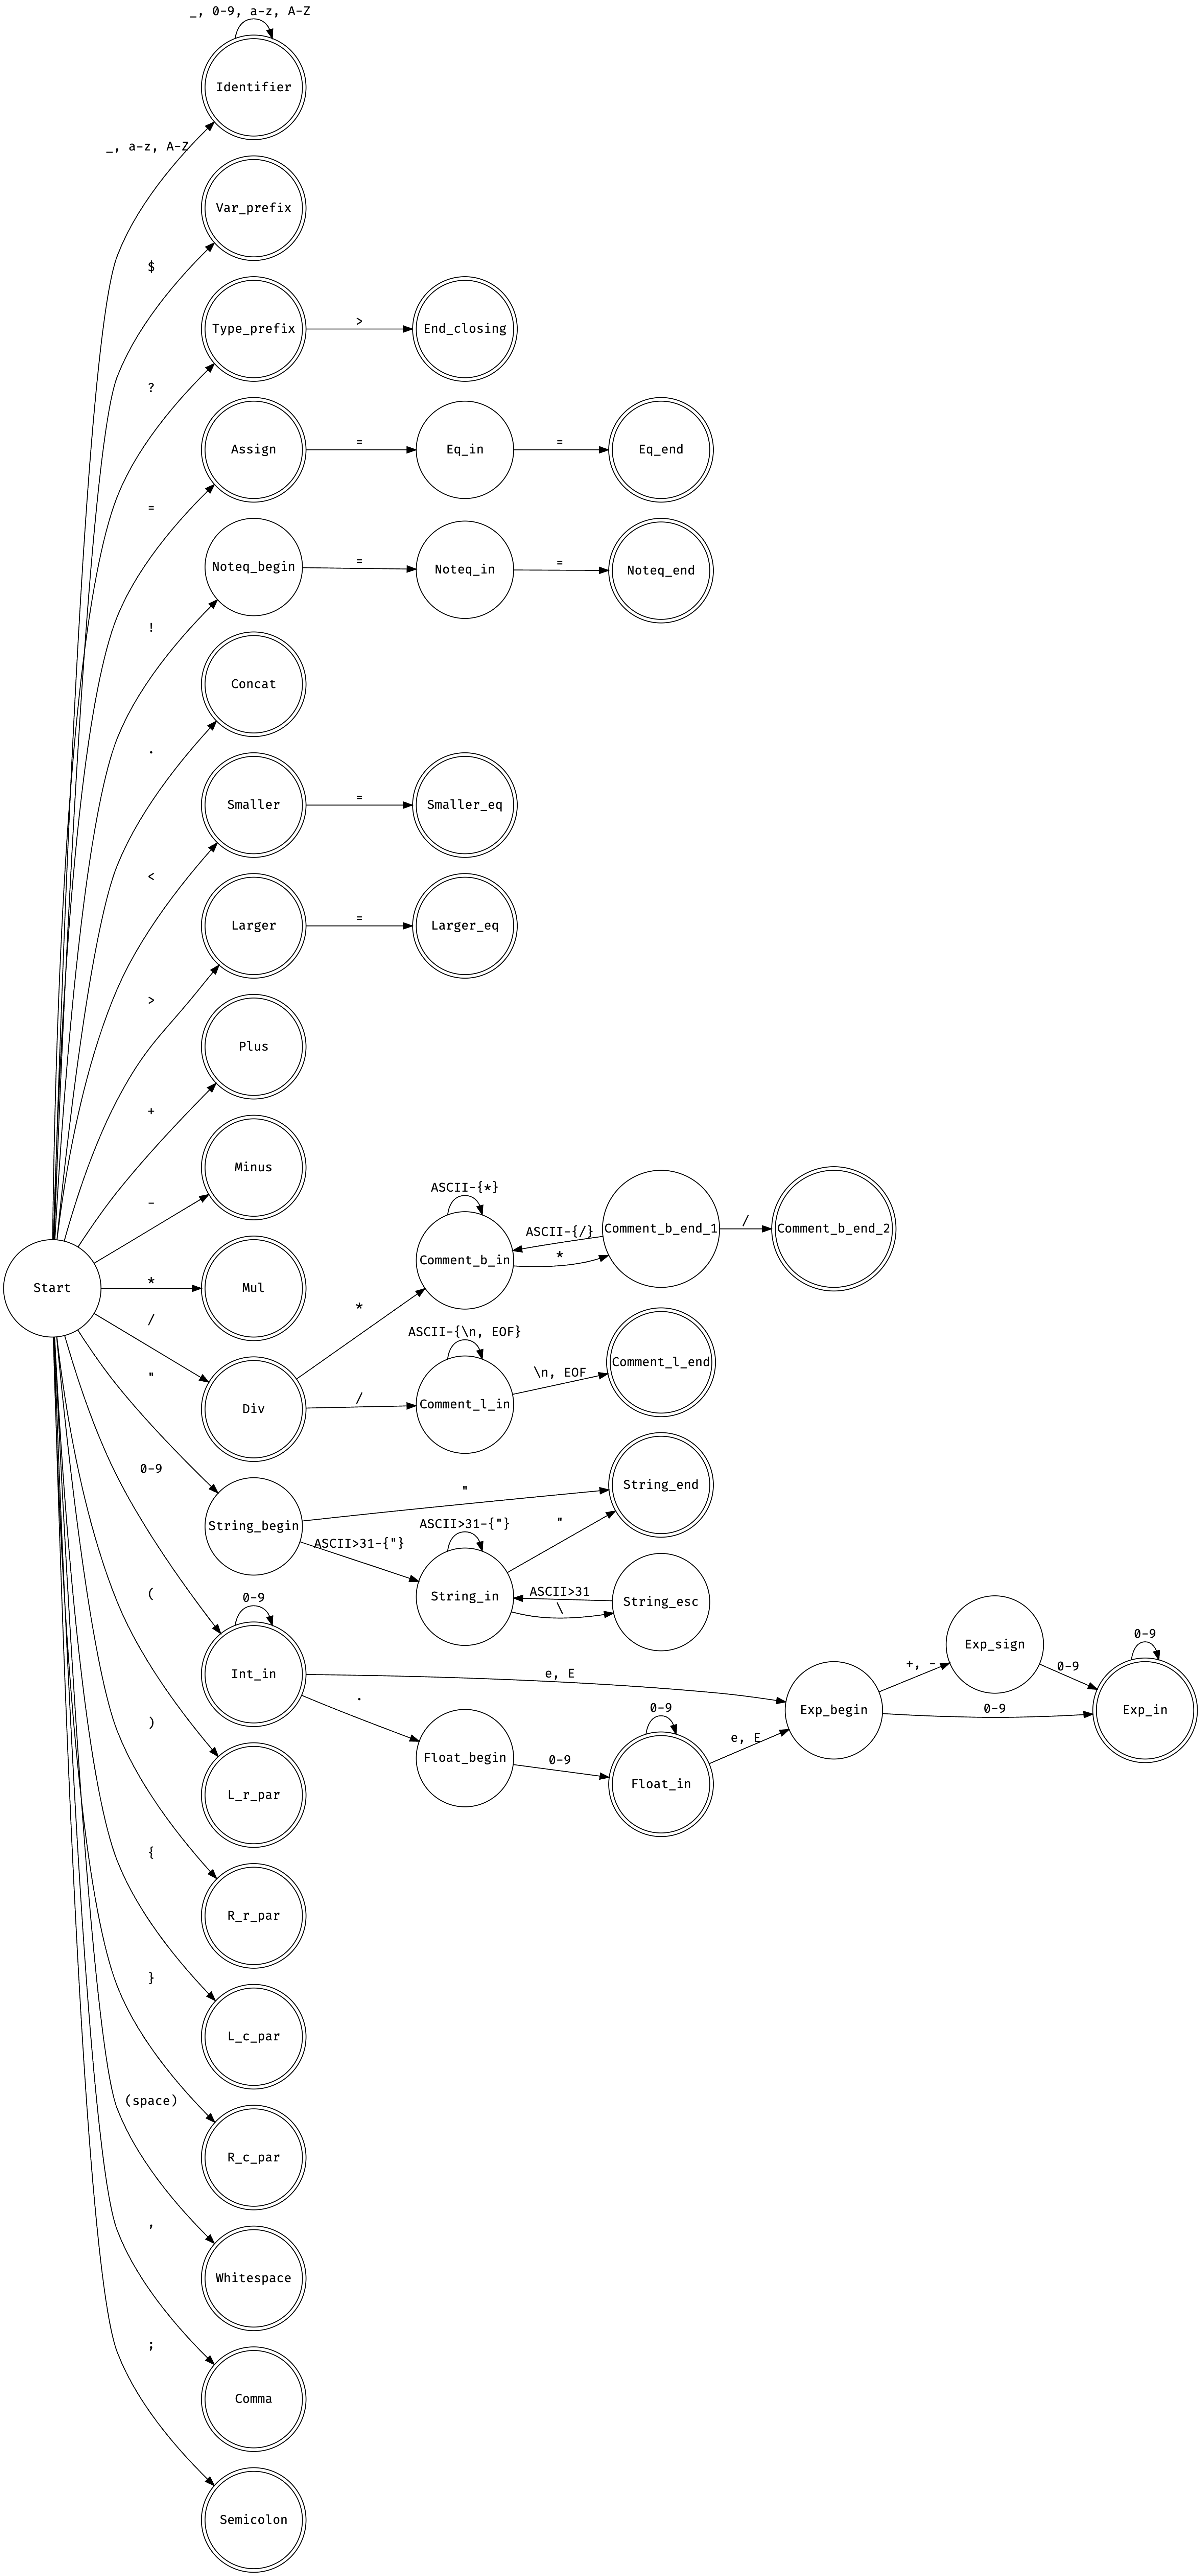 _, 0-9, a-z, A-Z
Identifier
_, a-z, A-Z
Var_prefix
$
Type_prefix
>
End_closing
?
Assign
=
Eq_in
=
Eq_end
=
Noteq_begin
=
Noteq_in
=
Noteq_end
!
Concat
.
Smaller
=
Smaller_eq
<
Larger
=
Larger_eq
>
Plus
+
Minus
-
ASCII-{*}
Comment_b_in
ASCII-{/}
*
Comment_b_end_1
/
Comment_b_end_2
Start
*
Mul
*
/
ASCII-{\n, EOF}
Comment_l_in
\n, EOF
Comment_l_end
"
Div
/
0-9
String_begin
"
String_end
ASCII>31-{"}
ASCII>31-{"}
"
String_in
ASCII>31
\
String_esc
(
0-9
Int_in
e, E
.
Float_begin
0-9
0-9
Float_in
e, E
Exp_begin
+, -
Exp_sign
0-9
0-9
0-9
Exp_in
)
L_r_par
{
R_r_par
}
L_c_par
(space)
R_c_par
,
Whitespace
;
Comma
Semicolon